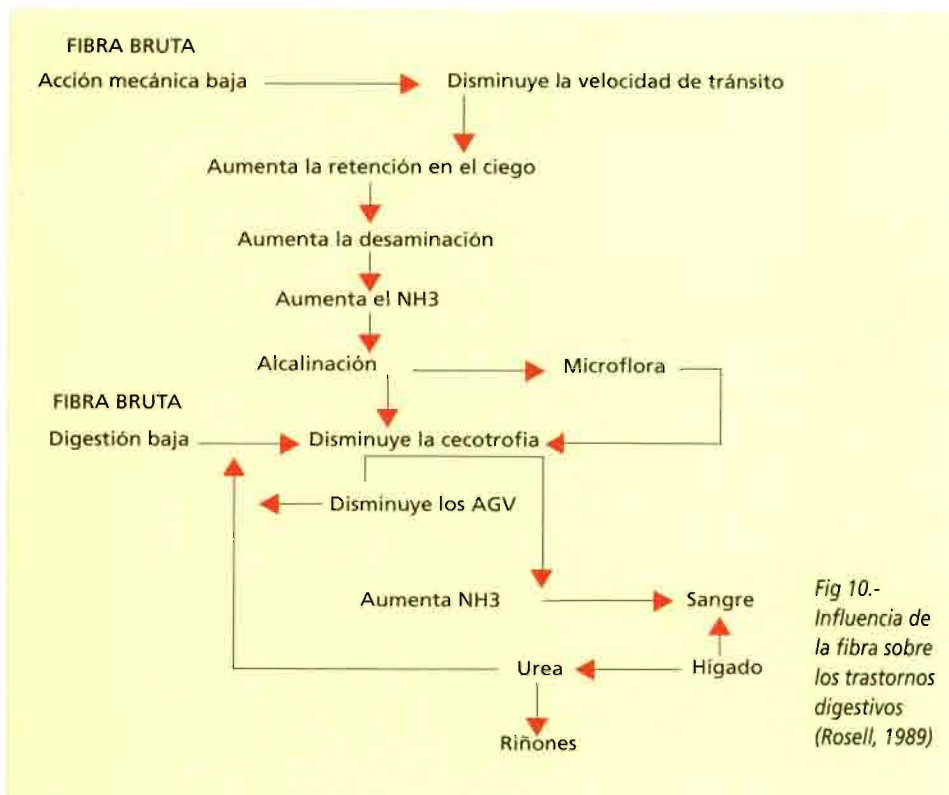 FIBRA BRUTA
Acción mecánica baja
Disminuye la velocidad de tránsito
Aumenta la retención en el ciego
Aumenta la desaminación
Aumenta el NH3
Alcalinación
Microflora
FIBRA BRUTA
Digestión baja
Disminuye la cecotrofia
Disminuye los AGV
Aumenta NH3
Sangre
Urea
Hígado
Riñones
Fig 10.-
Influencia de
la fibra sobre
los trastornos
digestivos
(Rosell, 1989)